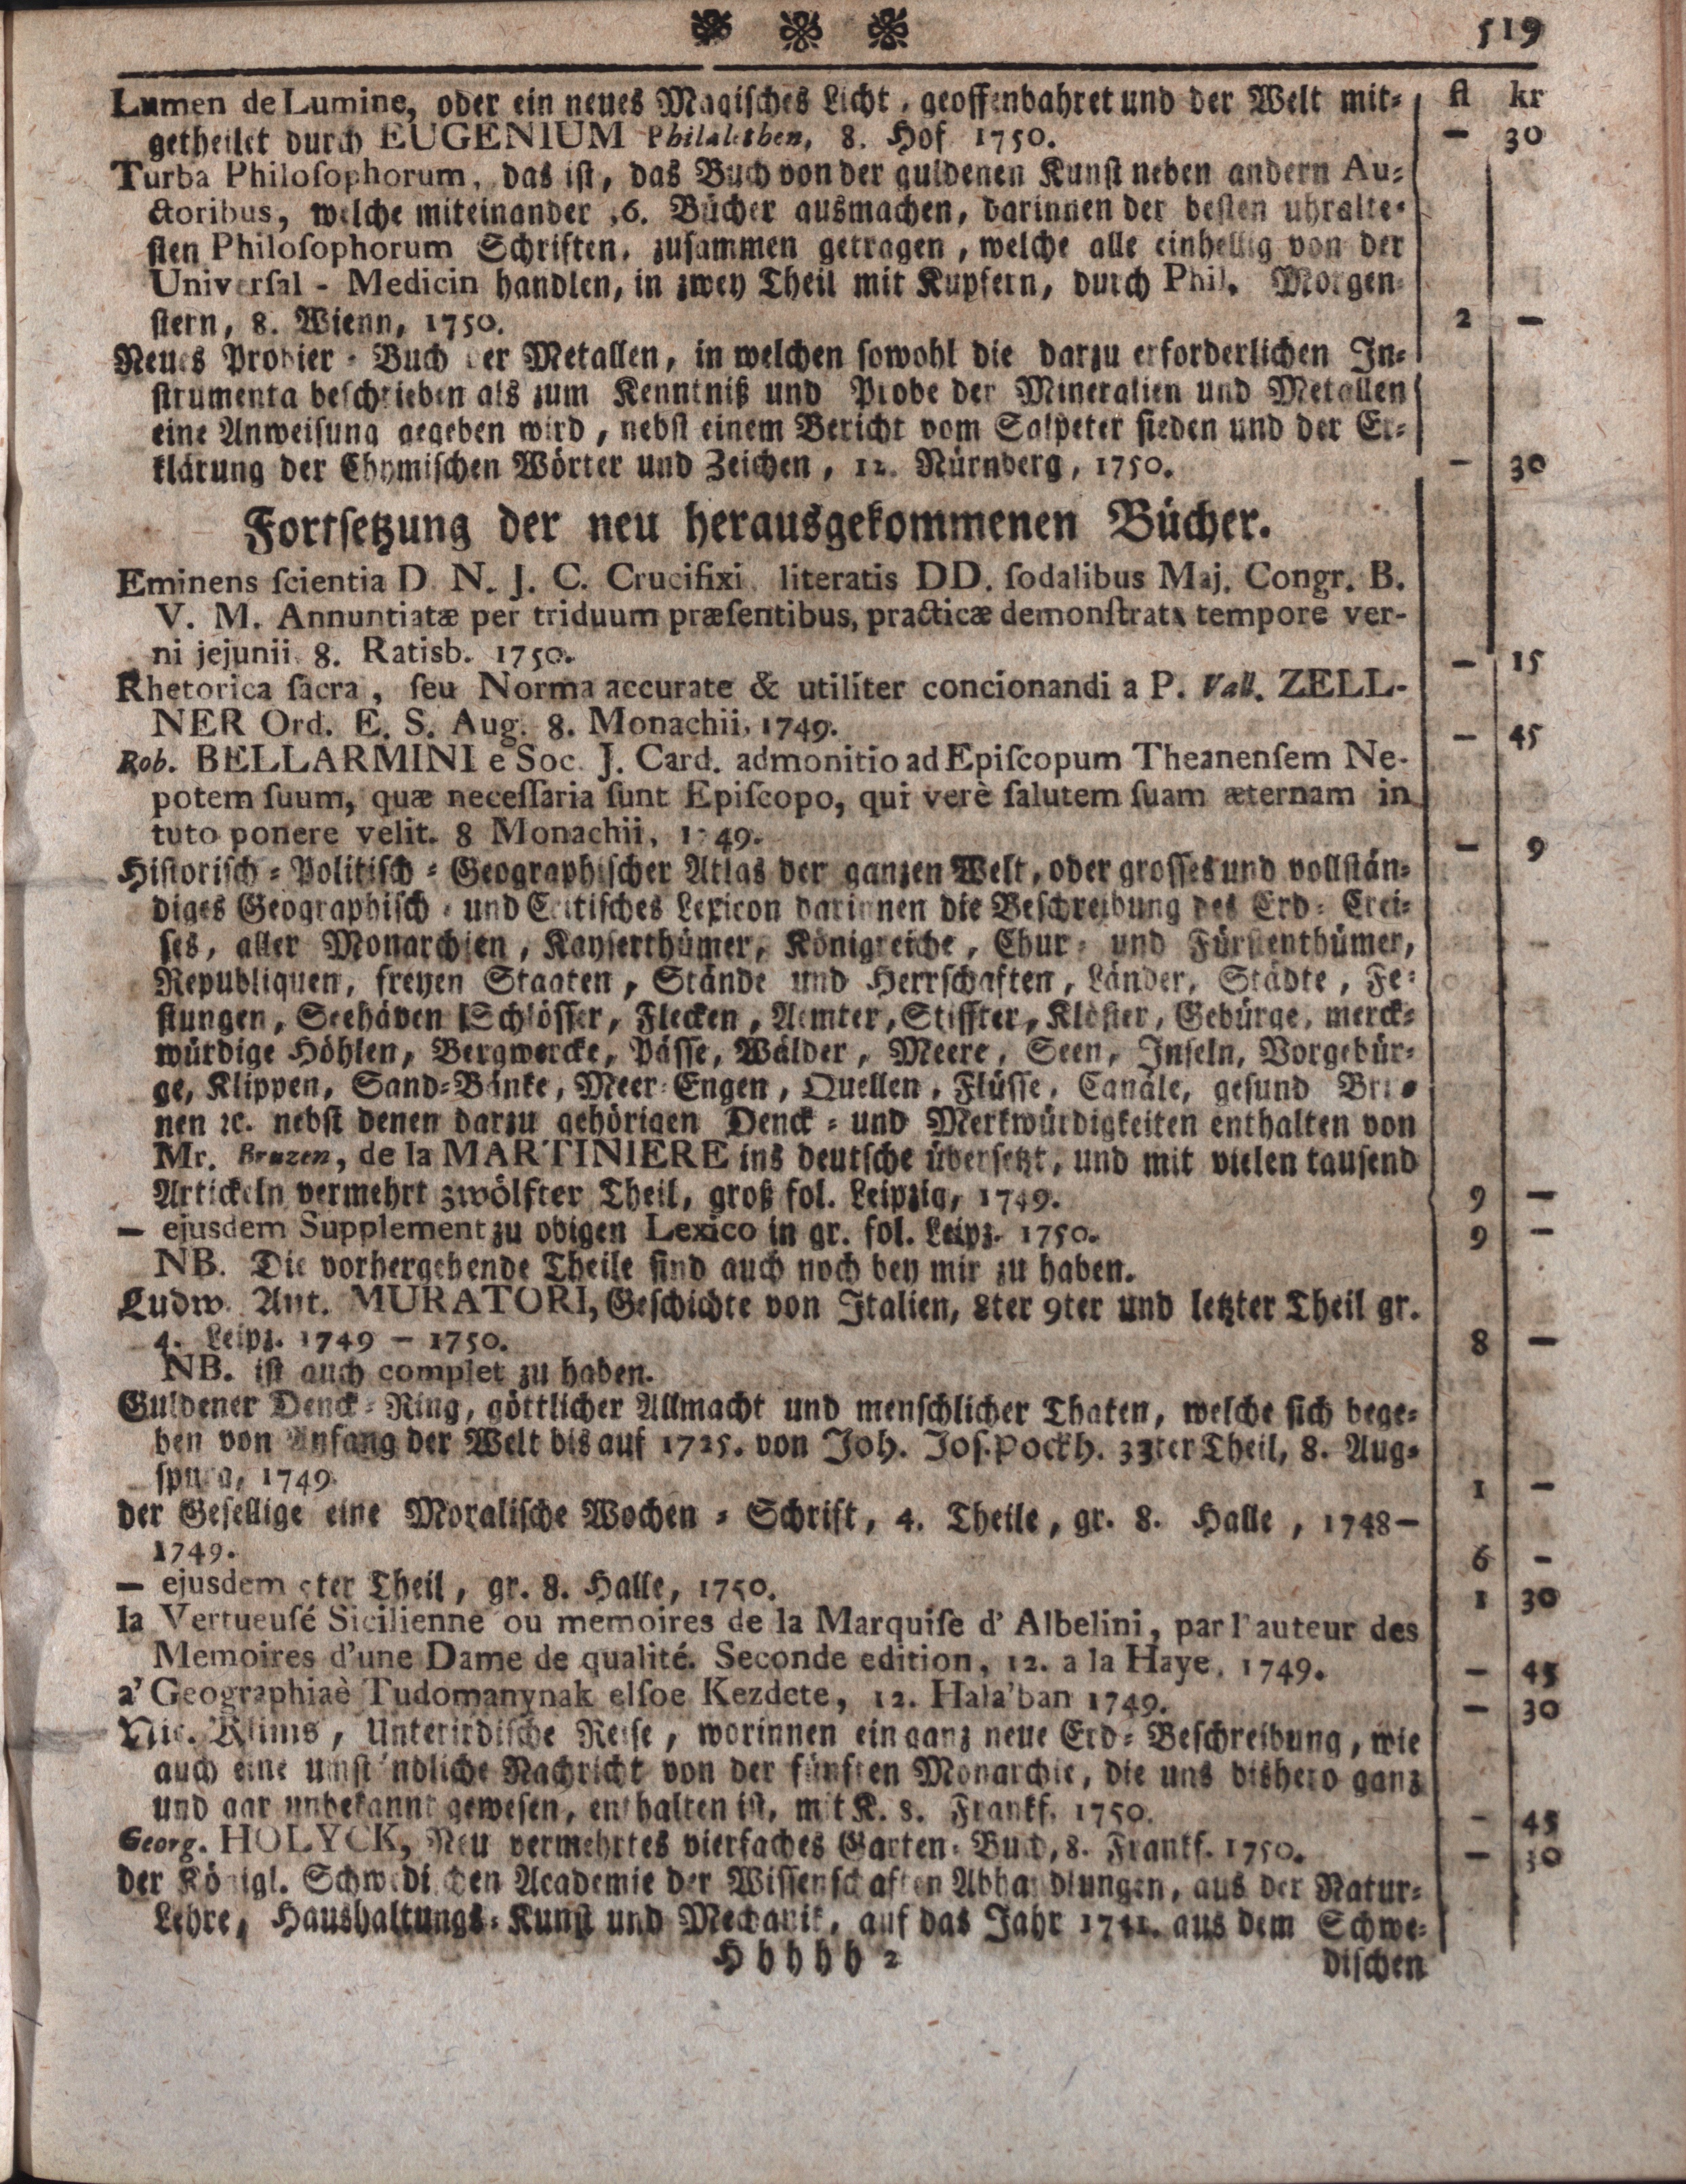 519
Lumen de Lumine, oder ein neues Magisches Licht, geoffenbahret und der Welt mit- fl kr
getheilet durch EUGENIUM Philalethen, 8. Hof 1750. — 30
Turba Philoſophorum, das iſt, das Buch von der guldenen Kunſt neben andern Au-
ctoribus, welche miteinander 36. Bücher ausmachen, darinnen der beſten uhralte-
ſten Philoſophorum Schriften, zuſammen getragen, welche alle einhellig von der
Univerſal - Medicin handlen, in zwey Theil mit Kupfern, durch Phil. Morgen-
ſtern, 8. Wienn, 1750. 2 —
Neues Probier-Buch der Metallen, in welchen ſowohl die darzu erforderlichen In-
ſtrumenta beſchrieben als zum Kenntniß und Probe der Mineralien und Metallen
eine Anweiſung gegeben wird, nebſt einem Bericht vom Salpeter ſieden und der Er-
klärung der Chymiſchen Wörter und Zeichen, 12. Nürnberg, 1750. — 30
Fortſetzung der neu herausgekommenen Bücher.
Eminens ſcientia D. N. J. C. Crucifixi, literatis DD. ſodalibus Maj. Congr. B.
V. M. Annuntiatæ per triduum præſentibus, practicæ demonſtrata tempore ver-
ni jejunii. 8. Ratisb. 1750. — 15
Rhetorica ſacra, ſeu Norma accurate & utiliter concionandi a P. Vall. ZELL-
NER Ord. E. S. Aug. 8. Monachii, 1749. — 45
Rob. BELLARMINI e Soc. J. Card. admonitio ad Epiſcopum Theanenſem Ne-
potem ſuum, quæ neceſſaria ſunt Epiſcopo, qui verè ſalutem ſuam æternam in
tuto ponere velit. 8 Monachii, 1749. — 9
Hiſtoriſch-Politiſch-Geographiſcher Atlas der ganzen Welt, oder groſſes und vollſtän-
diges Geographiſch- und Critiſches Lexicon darinnen die Beſchreibung des Erd-Crei-
ſes, aller Monarchien, Kayſerthümer, Königreiche, Chur- und Fürſtenthümer,
Republiquen, freyen Staaten, Stände und Herrſchaften, Länder, Städte, Fe-
ſtungen, Seehäven Schlöſſer, Flecken, Aemter, Stiffter, Klöſter, Gebürge, merck-
würdige Höhlen, Bergwercke, Päſſe, Wälder, Meere, Seen, Inſeln, Vorgebür-
ge, Klippen, Sand-Bänke, Meer-Engen, Quellen, Flüſſe, Canäle, geſund
nen ꝛc. nebſt denen darzu gehörigen Denck- und Merkwürdigkeiten enthalten von
Mr. Bruzen, de la MARTINIERE ins deutſche überſetzt, und mit vielen tauſend
Artickeln vermehrt zwölfter Theil, groß fol. Leipzig, 1749. 9 —
— ejusdem Supplement zu obigen Lexico in gr. fol. Leipz. 1750. 9 —
NB. Die vorhergehende Theile ſind auch noch bey mir zu haben.
Ludw. Ant. MURATORI, Geſchichte von Italien, 8ter 9ter und letzter Theil gr.
4. Leipz. 1749 — 1750. 8 —
NB. iſt auch complet zu haben.
Guldener Denck-Ring, göttlicher Allmacht und menſchlicher Thaten, welche ſich bege-
ben von Anfang der Welt bis auf 1725. von Joh. Joſ. Pockh. 33ter Theil, 8. Aug-
ſpurg, 1749. 1 —
der Geſellige eine Moraliſche Wochen-Schrift, 4. Theile, gr. 8. Halle, 1748—
1749. 6 —
— ejusdem Theil, gr. 8. Halle, 1750. 1 30
la Vertueuſé Sicilienne ou memoires de la Marquiſe d' Albelini, par l'auteur des
Memoires d'une Dame de qualité. Seconde edition, 12. a la Haye, 1749. — 45
a' Geographiaè Tudomanynak elſoe Kezdete, 12. Hala'ban 1749. — 30
Nic. Klims, Unterirdiſche Reiſe, worinnen ein ganz neue Erd-Beſchreibung, wie
auch eine umſtändliche Nachricht von der fünften Monarchie, die uns bishero ganz
und gar unbekannt geweſen, enthalten iſt, mit K. 8. Frankf. 1750. — 45
Georg. HOLYCK, Neu vermehrtes vierfaches Garten-Buch, 8. Frankf. 1750. — 30
der Königl. Schwediſchen Academie der Wiſſenſchaften Abhandlungen, aus der Natur-
Lehre, Haushaltungs-Kunſt und Mechanik, auf das Jahr 1741. aus dem Schwe-
Hhhhh 2 diſchen